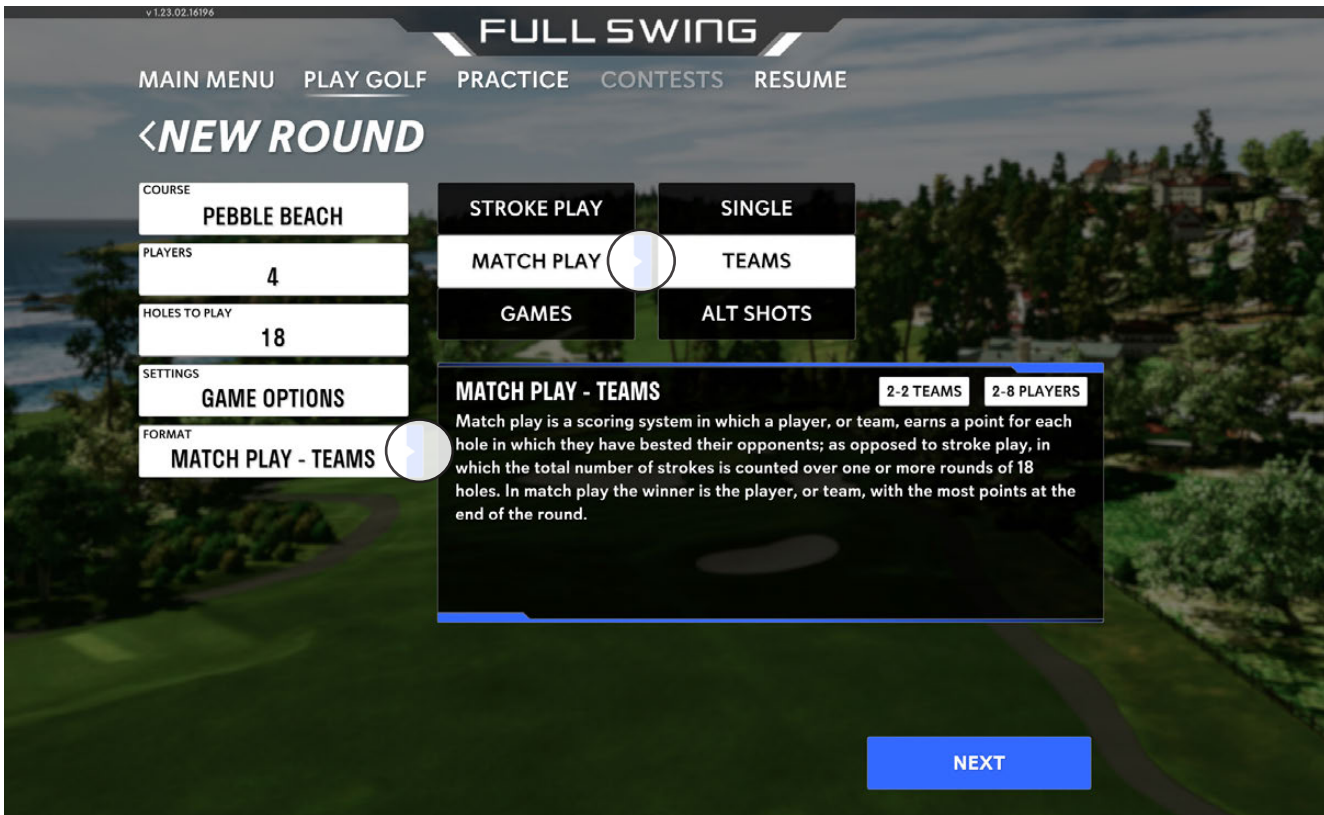 v 1.23.02.16196
FULL SWING
MAIN MENU PLAY GOLF PRACTICE CONTESTS RESUME
<NEW ROUND
COURSE
PEBBLE BEACH
PLAYERS
4
HOLES TO PLAY
18
SETTINGS
GAME OPTIONS
FORMAT
MATCH PLAY - TEAMS
STROKE PLAY
MATCH PLAY
GAMES
SINGLE
TEAMS
ALT SHOTS
MATCH PLAY - TEAMS
2-2 TEAMS
2-8 PLAYERS
Match play is a scoring system in which a player, or team, earns a point for each
hole in which they have bested their opponents; as opposed to stroke play, in
which the total number of strokes is counted over one or more rounds of 18
holes. In match play the winner is the player, or team, with the most points at the
end of the round.
NEXT